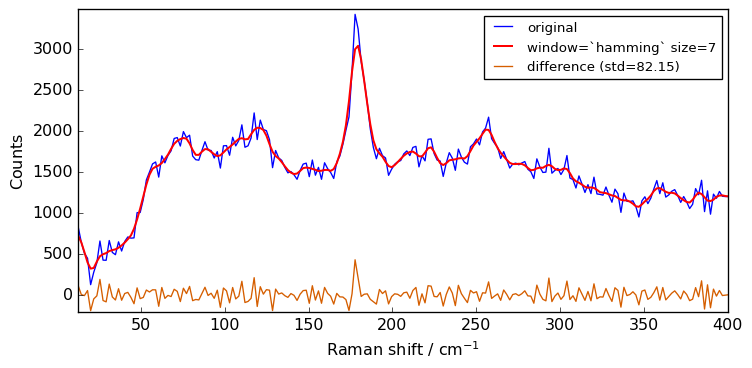 original
window=`hamming` size=7
difference (std=82.15)
Counts
3000
2500
2000
1500
1000
500
0
50 100 150 200 250 300 350 400
Raman shift / cm⁻¹